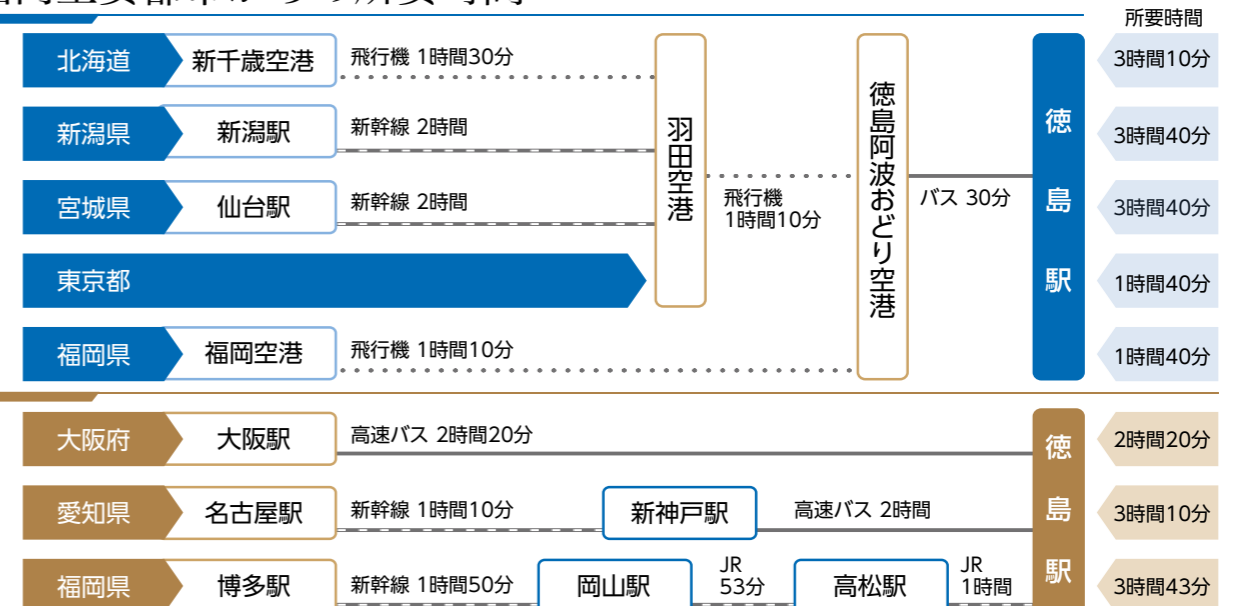 所要時間
北海道 新千歳空港 飛行機 1時間30分 3時間10分
新潟県 新潟駅 新幹線 2時間 3時間40分
宮城県 仙台駅 新幹線 2時間 3時間40分
東京都 1時間40分
福岡県 福岡空港 飛行機 1時間10分 1時間40分
羽田空港
飛行機
1時間10分
徳島阿波おどり空港
バス 30分
徳島駅
大阪府 大阪駅 高速バス 2時間20分 2時間20分
愛知県 名古屋駅 新幹線 1時間10分 新神戸駅 高速バス 2時間 3時間10分
福岡県 博多駅 新幹線 1時間50分 岡山駅 JR
53分 高松駅 JR
1時間 3時間43分
徳島駅